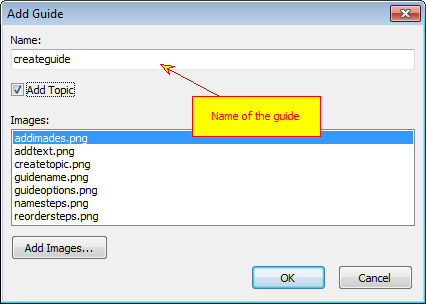 Add Guide
Name:
createguide
Add Topic
Name of the guide
Images:
addimades.png
addtext.png
createtopic.png
guidename.png
guideoptions.png
namesteps.png
reordersteps.png
Add Images...
OK
Cancel